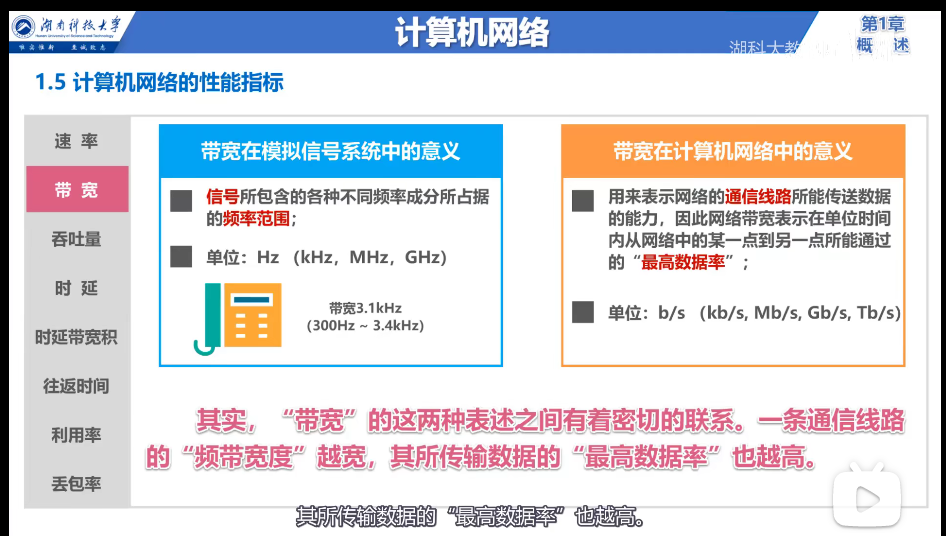 湖南科技大学
Hunan University of Science and Technology
唯实惟新 至诚致志
计算机网络
第1章
概 述
湖科大教
1.5 计算机网络的性能指标
速 率
带 宽
吞吐量
时 延
时延带宽积
往返时间
利用率
丢包率
带宽在模拟信号系统中的意义
信号所包含的各种不同频率成分所占据
的频率范围；
单位：Hz （kHz，MHz，GHz）
带宽3.1kHz
（300Hz ~ 3.4kHz）
带宽在计算机网络中的意义
用来表示网络的通信线路所能传送数据
的能力，因此网络带宽表示在单位时间
内从网络中的某一点到另一点所能通过
的“最高数据率”；
单位：b/s （kb/s, Mb/s, Gb/s, Tb/s）
其实，“带宽”的这两种表述之间有着密切的联系。一条通信线路
的“频带宽度”越宽，其所传输数据的“最高数据率”也越高。
其所传输数据的“最高数据率”也越高。